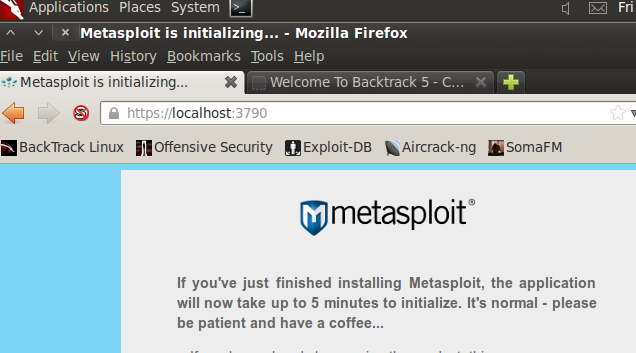 Applications Places System Fri
Metasploit is initializing... - Mozilla Firefox
File Edit View History Bookmarks Tools Help
Metasploit is initializing... Welcome To Backtrack 5 - C...
https://localhost:3790
BackTrack Linux Offensive Security Exploit-DB Aircrack-ng SomaFM
metasploit®
If you've just finished installing Metasploit, the application
will now take up to 5 minutes to initialize. It's normal - please
be patient and have a coffee...